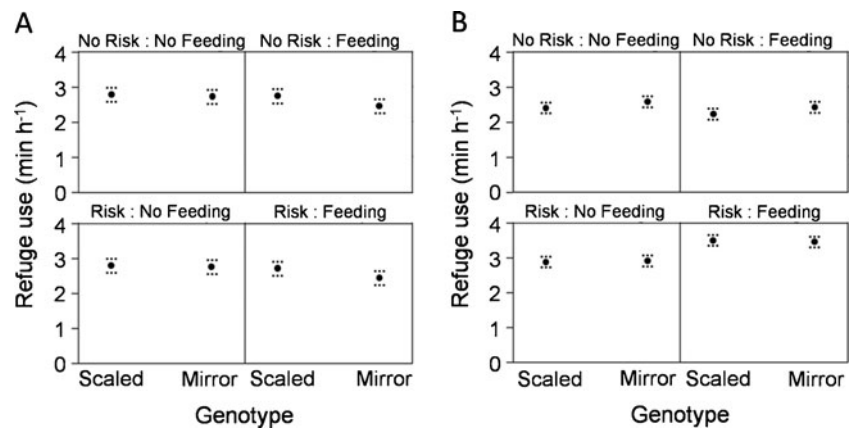 A
No Risk : No Feeding
No Risk : Feeding
4
3
2
1
0
Risk : No Feeding
Risk : Feeding
4
3
2
1
0
Refuge use (min h⁻¹)
Scaled
Mirror
Scaled
Mirror
Genotype
B
No Risk : No Feeding
No Risk : Feeding
4
3
2
1
0
Risk : No Feeding
Risk : Feeding
4
3
2
1
0
Refuge use (min h⁻¹)
Scaled
Mirror
Scaled
Mirror
Genotype